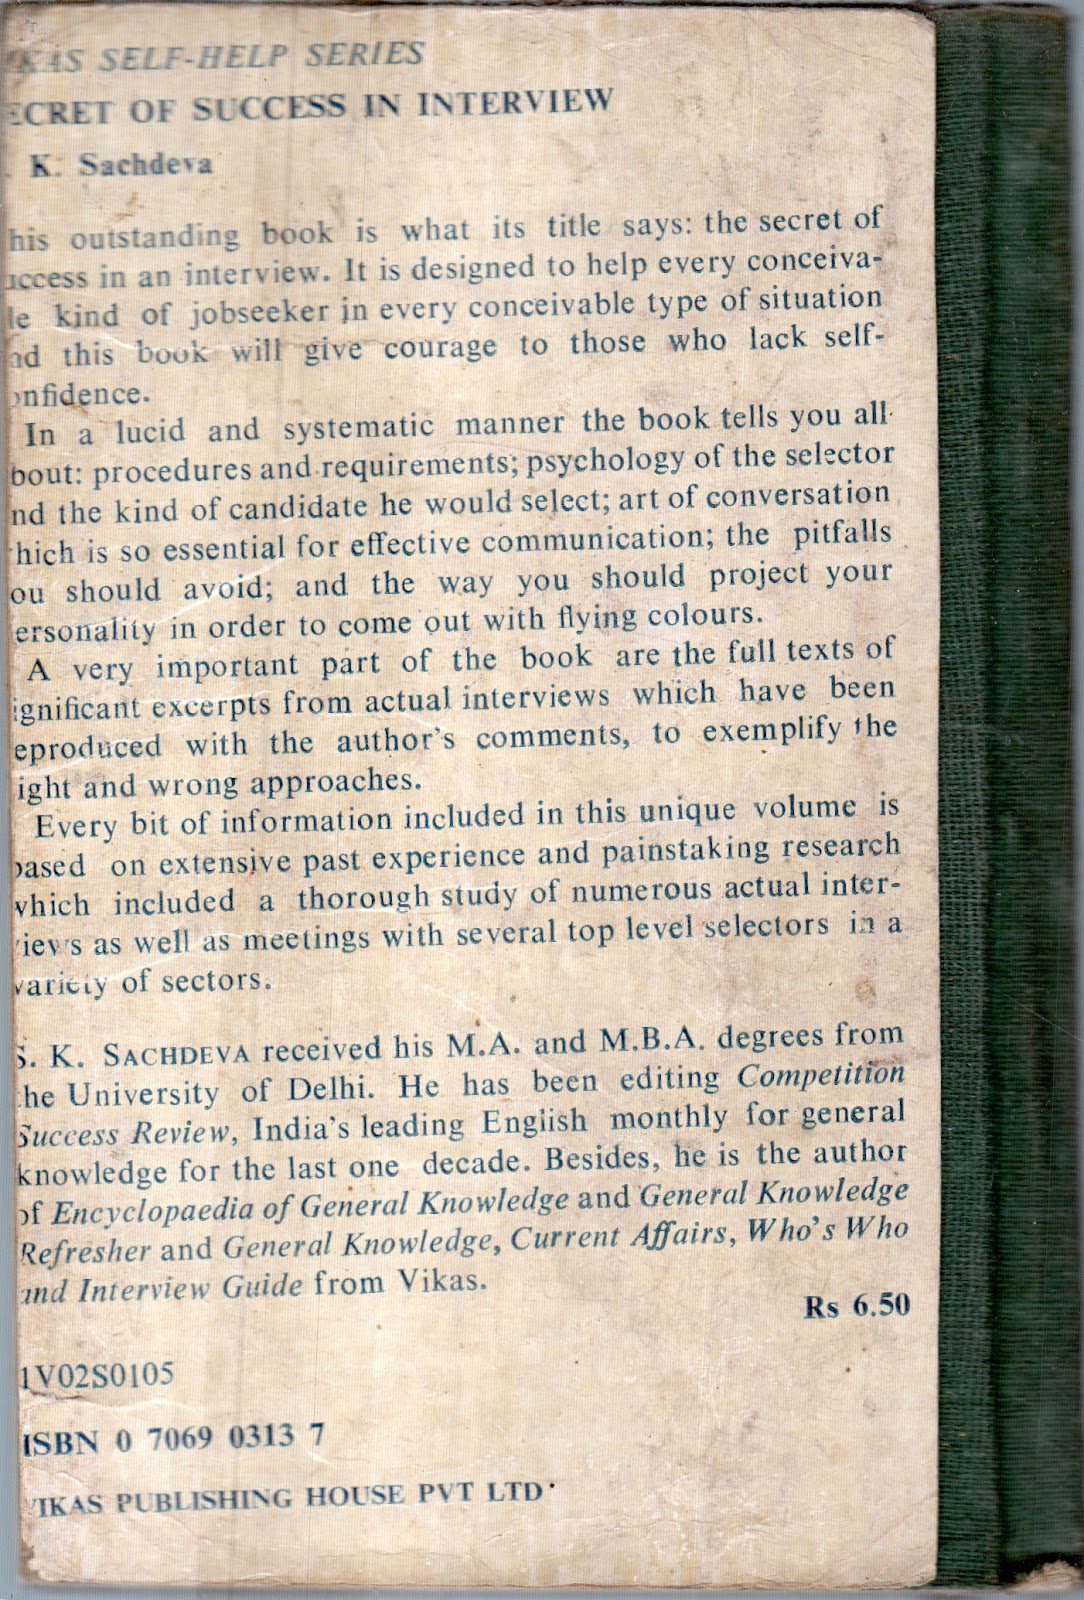 KAS SELF-HELP SERIES
ECRET OF SUCCESS IN INTERVIEW
. K. Sachdeva
his outstanding book is what its title says: the secret of
uccess in an interview. It is designed to help every conceiva-
le kind of jobseeker in every conceivable type of situation
nd this book will give courage to those who lack self-
onfidence.
In a lucid and systematic manner the book tells you all
bout: procedures and requirements; psychology of the selector
nd the kind of candidate he would select; art of conversation
hich is so essential for effective communication; the pitfalls
ou should avoid; and the way you should project your
ersonality in order to come out with flying colours.
A very important part of the book are the full texts of
ignificant excerpts from actual interviews which have been
eproduced with the author's comments, to exemplify the
ight and wrong approaches.
Every bit of information included in this unique volume is
based on extensive past experience and painstaking research
which included a thorough study of numerous actual inter-
views as well as meetings with several top level selectors in a
variety of sectors.
S. K. SACHDEVA received his M.A. and M.B.A. degrees from
the University of Delhi. He has been editing Competition
Success Review, India's leading English monthly for general
knowledge for the last one decade. Besides, he is the author
of Encyclopaedia of General Knowledge and General Knowledge
Refresher and General Knowledge, Current Affairs, Who's Who
and Interview Guide from Vikas.
Rs 6.50
1V02S0105
ISBN 0 7069 0313 7
VIKAS PUBLISHING HOUSE PVT LTD